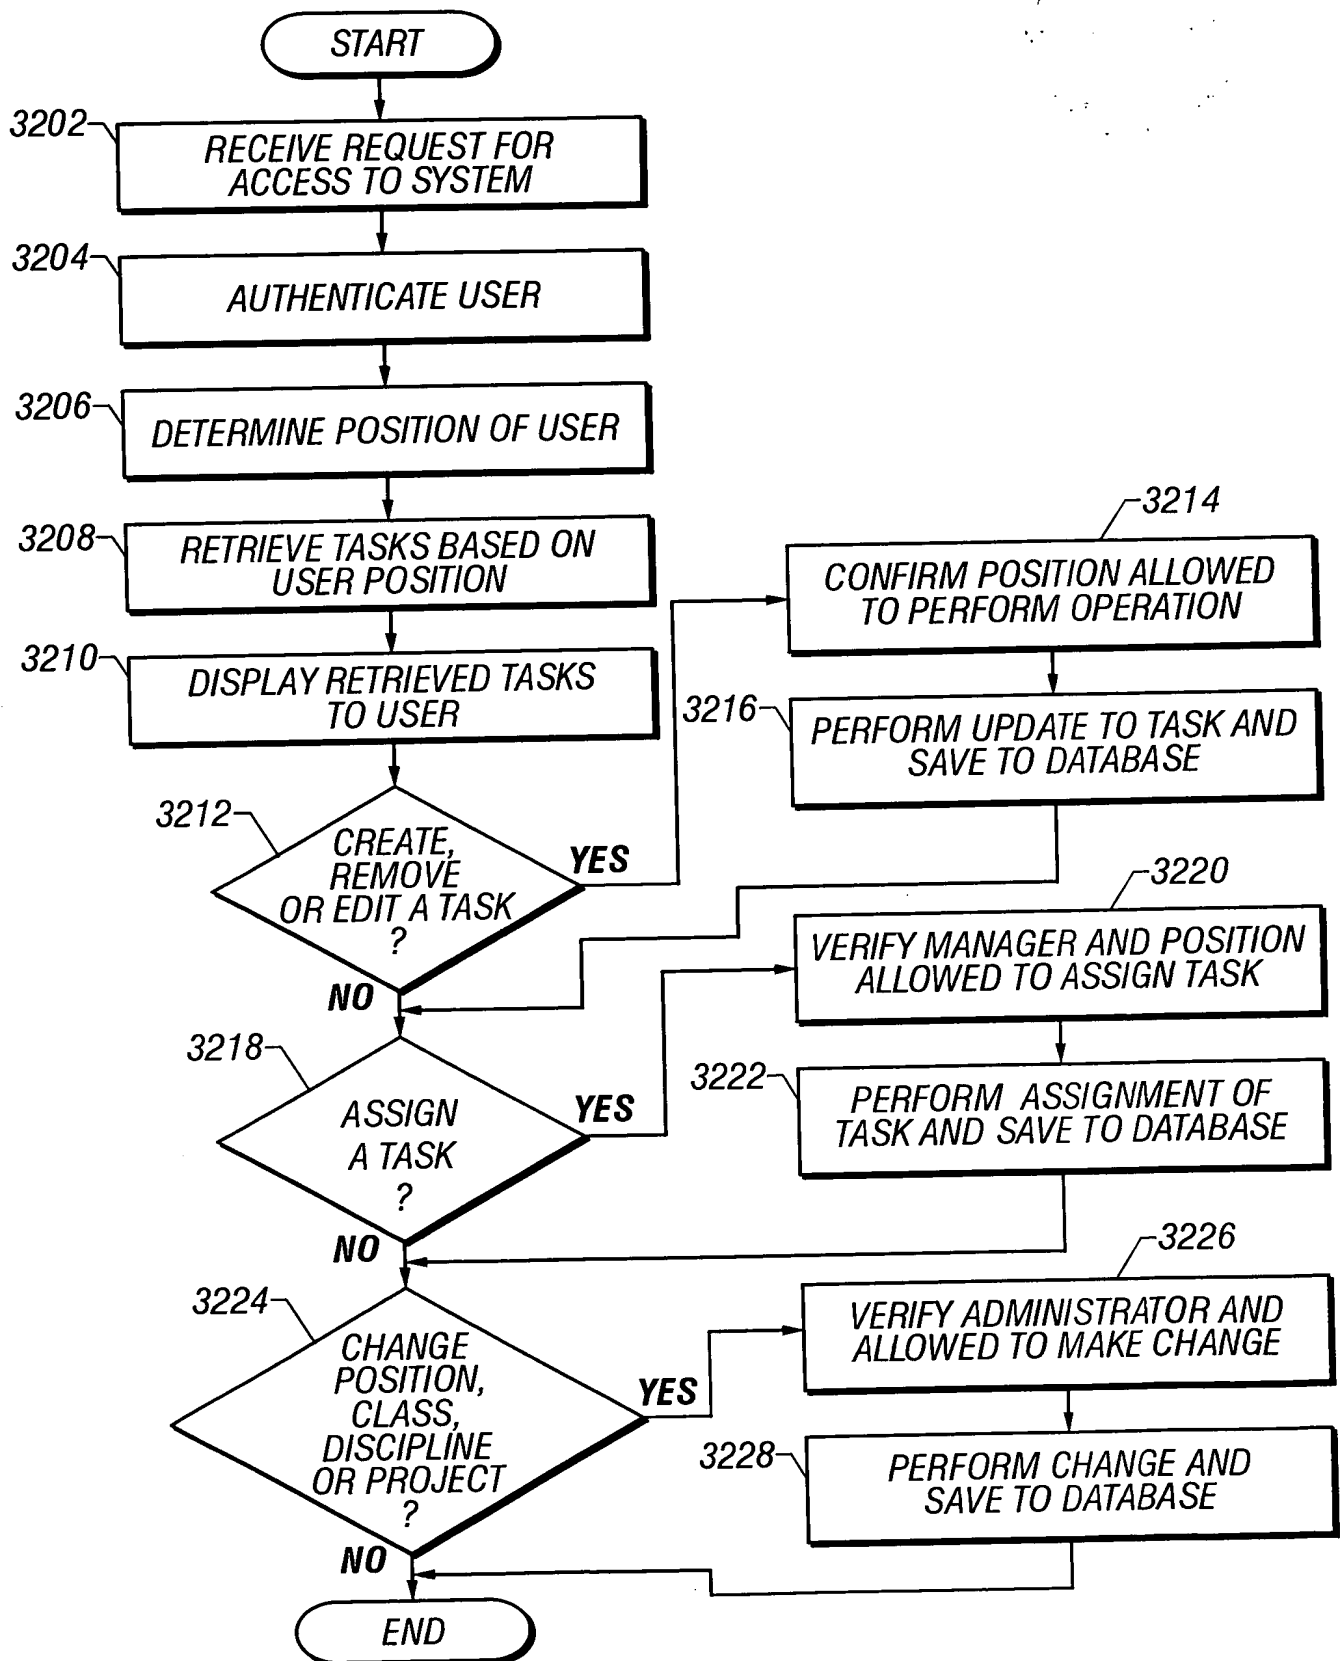 START
3202
RECEIVE REQUEST FOR
ACCESS TO SYSTEM
3204
AUTHENTICATE USER
3206
DETERMINE POSITION OF USER
3208
RETRIEVE TASKS BASED ON
USER POSITION
3210
DISPLAY RETRIEVED TASKS
TO USER
3212
CREATE,
REMOVE
OR EDIT A TASK
?
YES
NO
3214
CONFIRM POSITION ALLOWED
TO PERFORM OPERATION
3216
PERFORM UPDATE TO TASK AND
SAVE TO DATABASE
3218
ASSIGN
A TASK
?
YES
NO
3220
VERIFY MANAGER AND POSITION
ALLOWED TO ASSIGN TASK
3222
PERFORM ASSIGNMENT OF
TASK AND SAVE TO DATABASE
3224
CHANGE
POSITION,
CLASS,
DISCIPLINE
OR PROJECT
?
YES
NO
3226
VERIFY ADMINISTRATOR AND
ALLOWED TO MAKE CHANGE
3228
PERFORM CHANGE AND
SAVE TO DATABASE
END